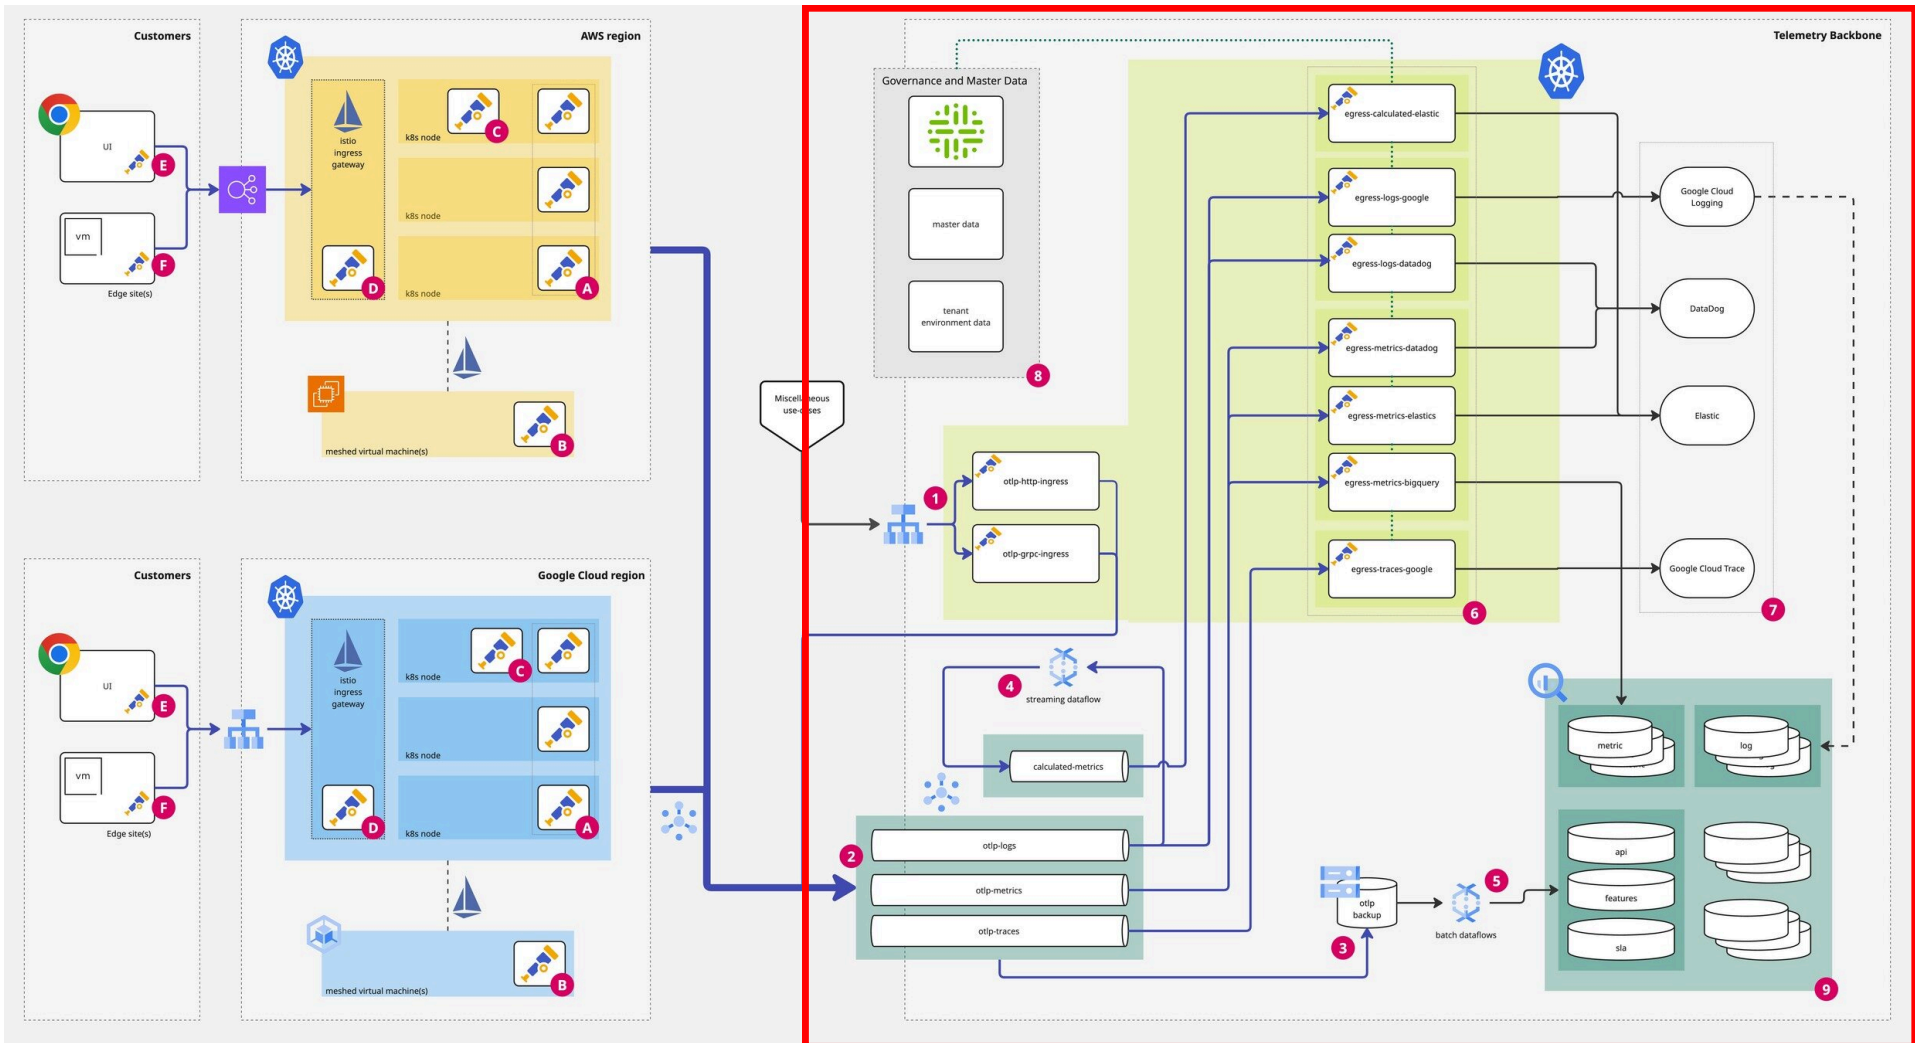 Customers
UI
E
vm
F
Edge site(s)
AWS region
istio
ingress
gateway
D
k8s node
C
k8s node
k8s node
A
meshed virtual machine(s)
B
Customers
UI
E
vm
F
Edge site(s)
Google Cloud region
istio
ingress
gateway
D
k8s node
C
k8s node
k8s node
A
meshed virtual machine(s)
B
Miscellaneous
use-cases
Telemetry Backbone
Governance and Master Data
master data
tenant
environment data
8
1
otlp-http-ingress
otlp-grpc-ingress
egress-calculated-elastic
egress-logs-google
egress-logs-datadog
egress-metrics-datadog
egress-metrics-elastics
egress-metrics-bigquery
egress-traces-google
6
Google Cloud
Logging
DataDog
Elastic
Google Cloud Trace
7
4
streaming dataflow
calculated-metrics
2
otlp-logs
otlp-metrics
otlp-traces
otlp
backup
3
5
batch dataflows
metric
log
api
features
sla
9